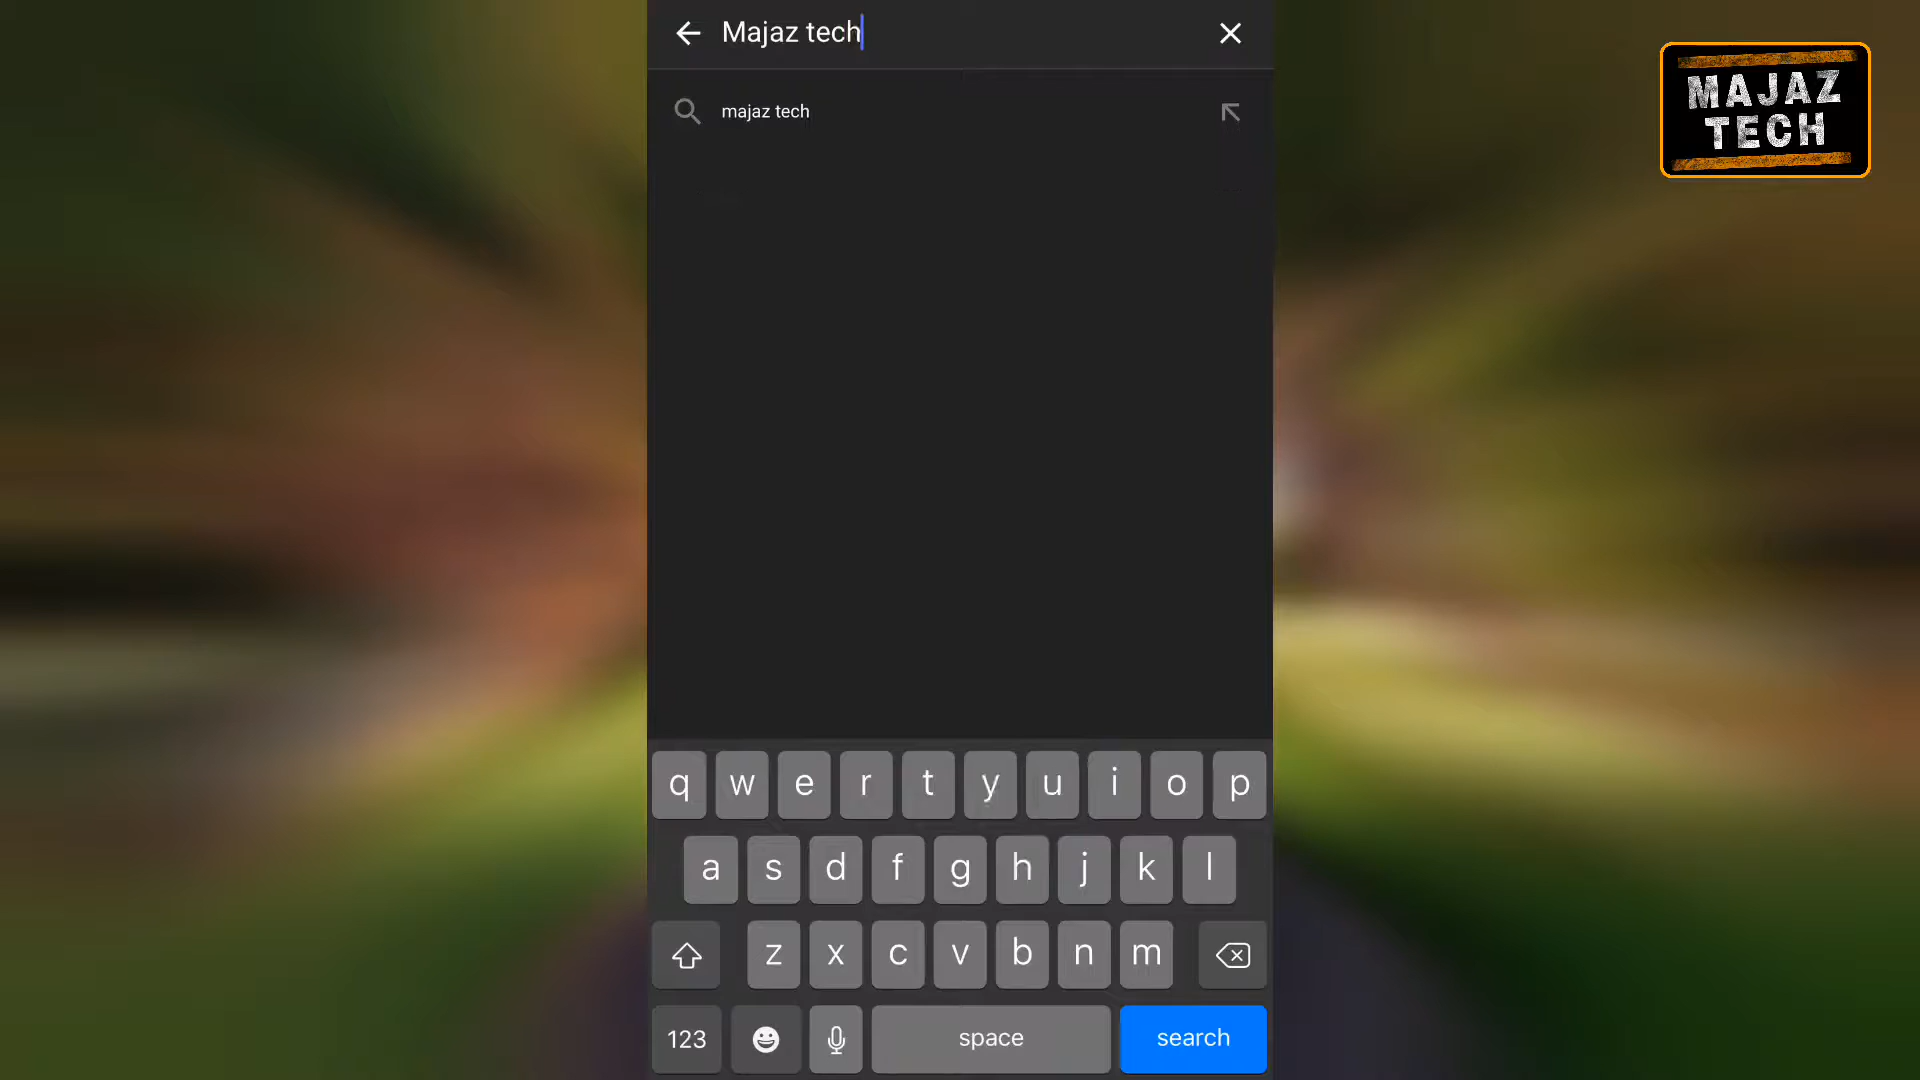 Majaz tech
majaz tech
MAJAZ
TECH
q w e r t y u i o p
a s d f g h j k l
z x c v b n m
123 space search